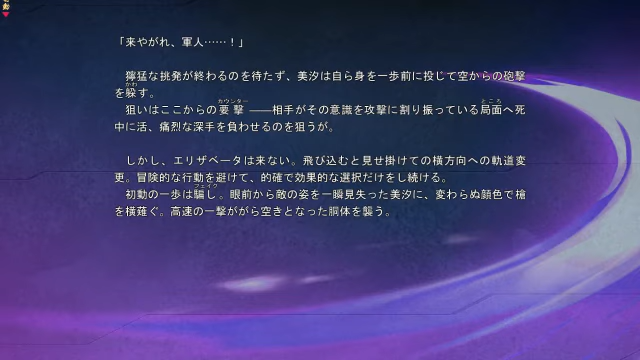 「来やがれ、軍人……！」
獰猛な挑発が終わるのを待たず、美汐は自ら身を一歩前に投じて空からの砲撃
を躱す。
狙いはここからの要撃――相手がその意識を攻撃に割り振っている局面へ死
中に活、痛烈な深手を負わせるのを狙うが。
しかし、エリザベータは来ない。飛び込むと見せ掛けての横方向への軌道変
更。冒険的な行動を避けて、的確で効果的な選択だけをし続ける。
初動の一歩は騙し。眼前から敵の姿を一瞬見失った美汐に、変わらぬ顔色で槍
を横薙ぐ。高速の一撃ががら空きとなった胴体を襲う。